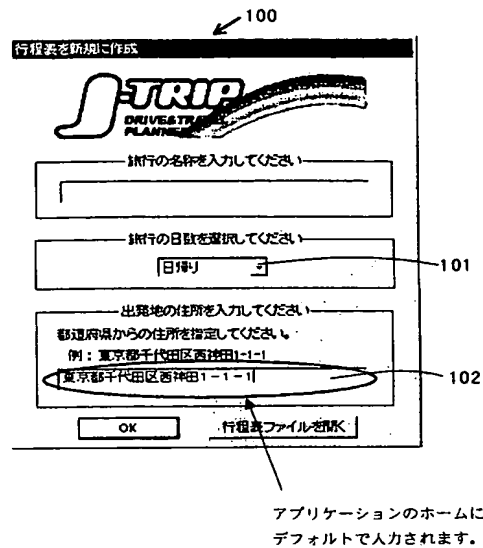 100
行程表を新規に作成
J-TRIP
DRIVE&TRAVEL
PLANNER
旅行の名称を入力してください
旅行の日数を選択してください
日帰り
101
出発地の住所を入力してください
都道府県からの住所を指定してください。
例：東京都千代田区西神田1-1-1
東京都千代田区西神田1-1-1
102
OK
行程表ファイルを開く
アプリケーションのホームに
デフォルトで入力されます。